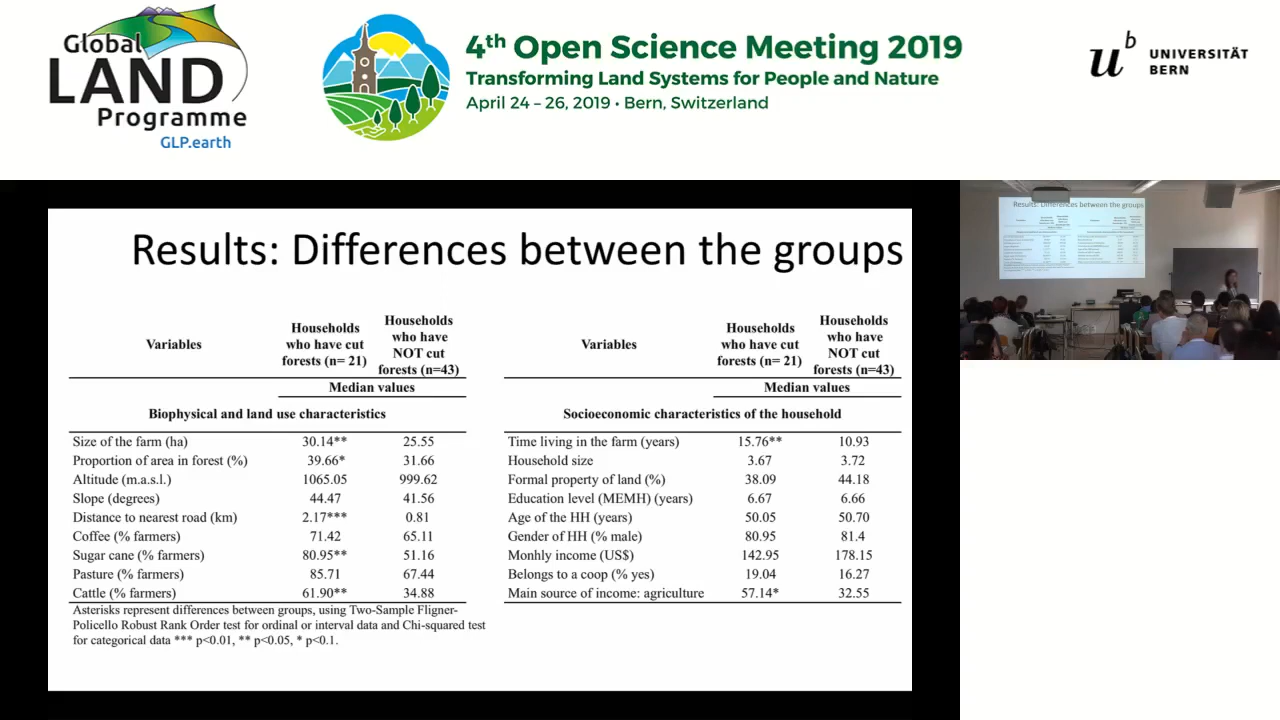 Global
LAND
Programme
GLP.earth
4th Open Science Meeting 2019
Transforming Land Systems for People and Nature
April 24 – 26, 2019 • Bern, Switzerland
u b
UNIVERSITÄT
BERN
Results: Differences between the groups
Variables
Households who have cut forests (n= 21)
Households who have NOT cut forests (n=43)
Median values
Biophysical and land use characteristics
Size of the farm (ha) 30.14** 25.55
Proportion of area in forest (%) 39.66* 31.66
Altitude (m.a.s.l.) 1065.05 999.62
Slope (degrees) 44.47 41.56
Distance to nearest road (km) 2.17*** 0.81
Coffee (% farmers) 71.42 65.11
Sugar cane (% farmers) 80.95** 51.16
Pasture (% farmers) 85.71 67.44
Cattle (% farmers) 61.90** 34.88
Asterisks represent differences between groups, using Two-Sample Fligner-
Policello Robust Rank Order test for ordinal or interval data and Chi-squared test
for categorical data *** p<0.01, ** p<0.05, * p<0.1.
Variables
Households who have cut forests (n= 21)
Households who have NOT cut forests (n=43)
Median values
Socioeconomic characteristics of the household
Time living in the farm (years) 15.76** 10.93
Household size 3.67 3.72
Formal property of land (%) 38.09 44.18
Education level (MEMH) (years) 6.67 6.66
Age of the HH (years) 50.05 50.70
Gender of HH (% male) 80.95 81.4
Monhly income (US$) 142.95 178.15
Belongs to a coop (% yes) 19.04 16.27
Main source of income: agriculture 57.14* 32.55
Results: Differences between the groups